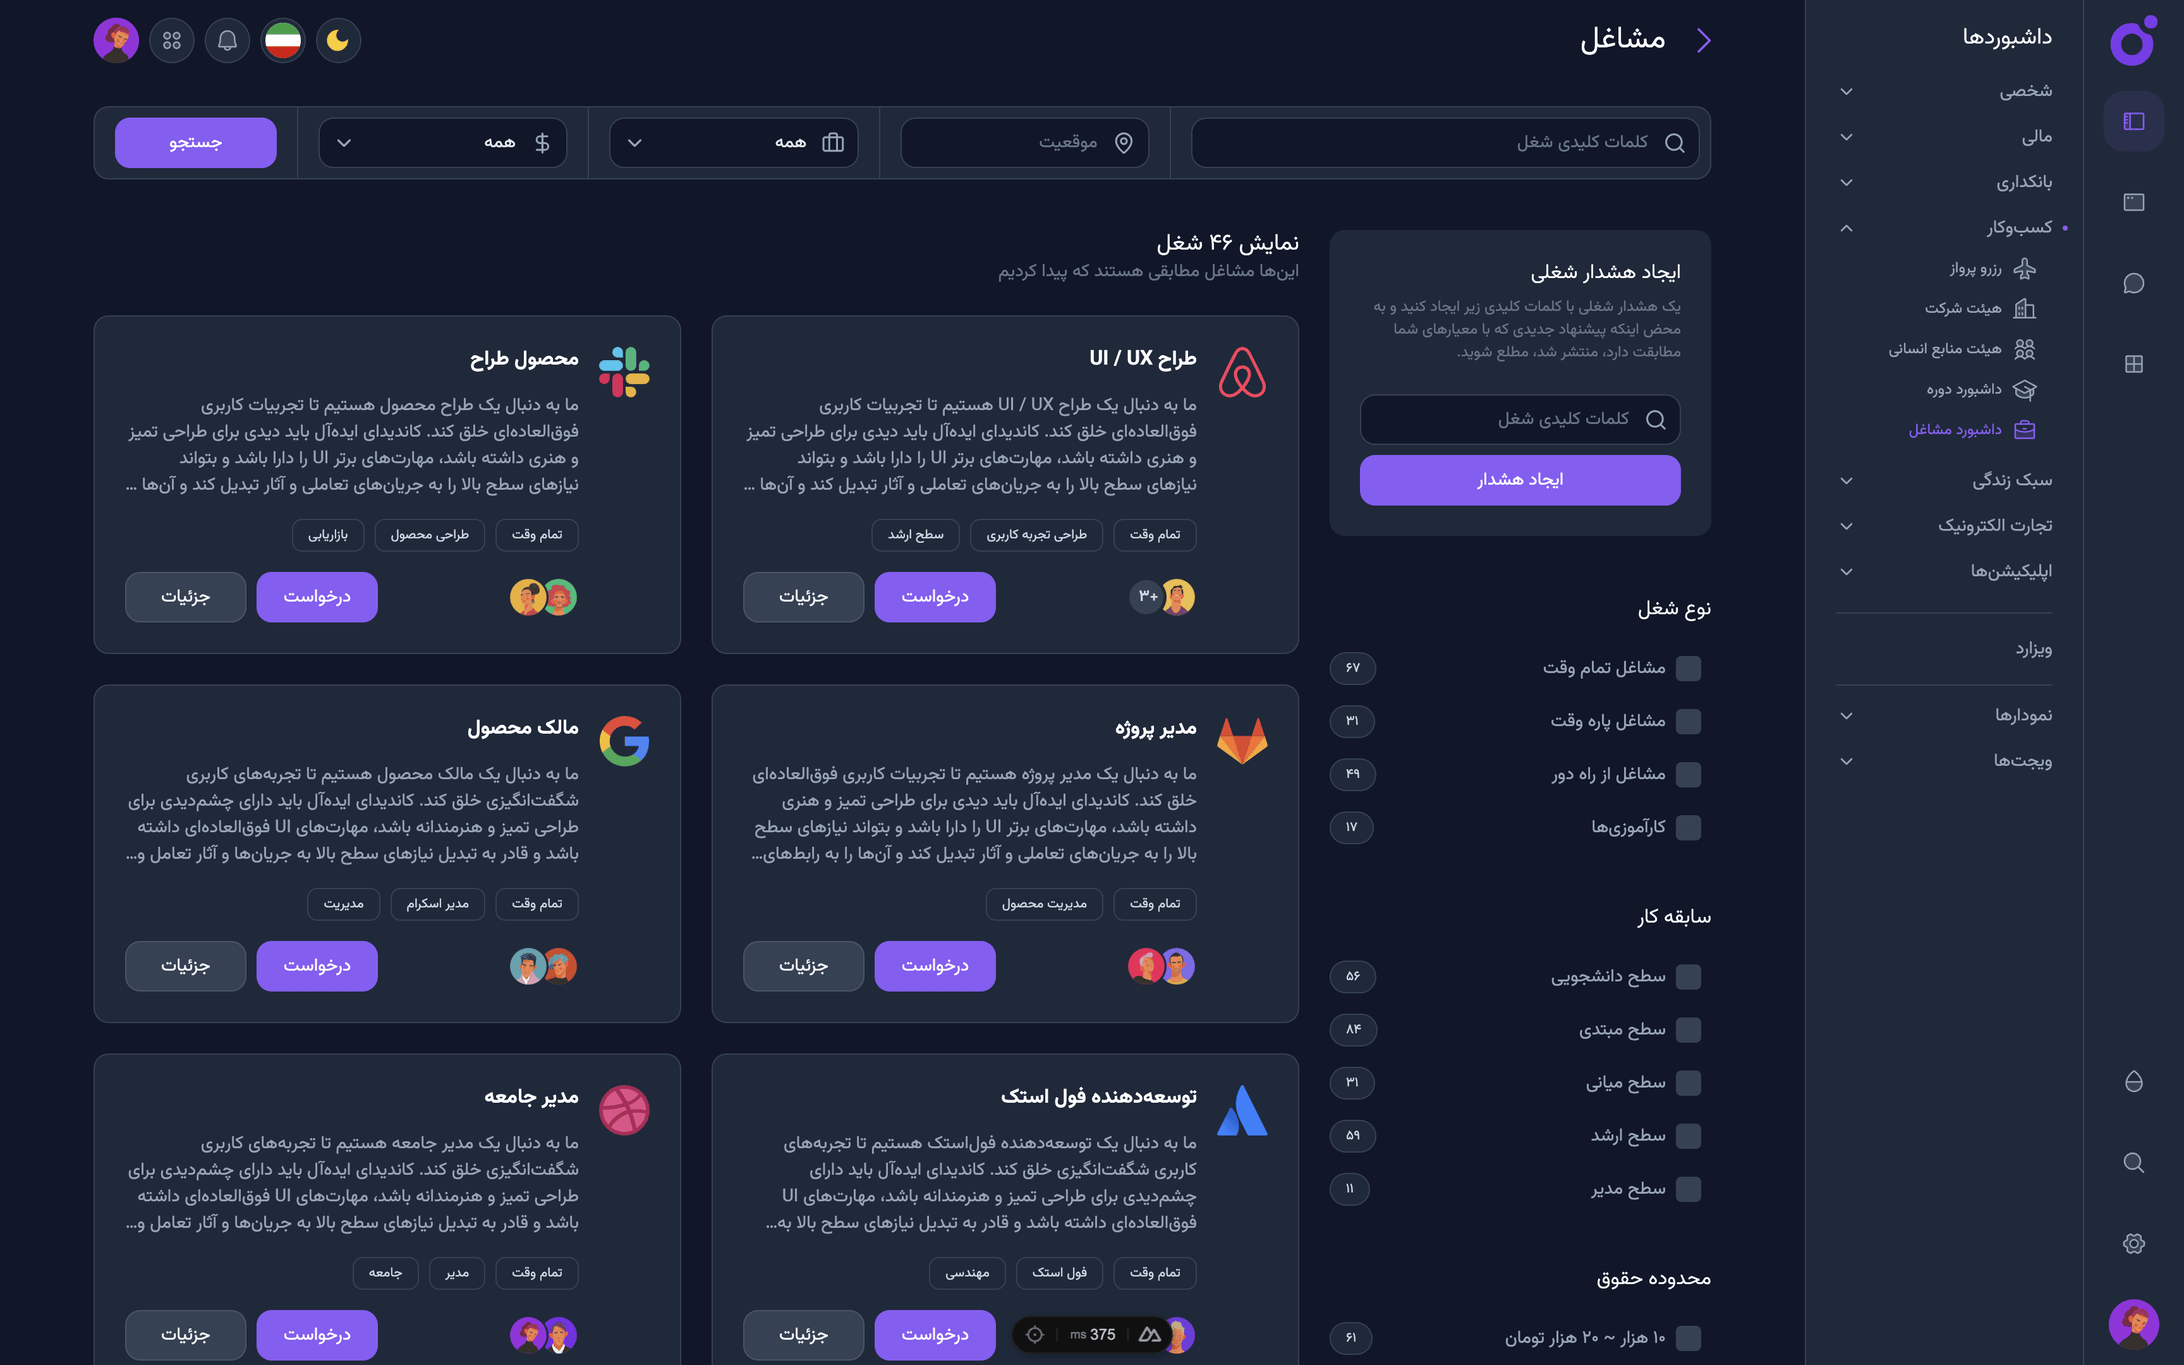 داشبوردها
شخصی
مالی
بانکداری
کسب‌وکار
رزرو پرواز
هیئت شرکت
هیئت منابع انسانی
داشبورد دوره
داشبورد مشاغل
سبک زندگی
تجارت الکترونیک
اپلیکیشن‌ها
ویزارد
نمودارها
ویجت‌ها
مشاغل
کلمات کلیدی شغل
موقعیت
همه
همه
جستجو
ایجاد هشدار شغلی
یک هشدار شغلی با کلمات کلیدی زیر ایجاد کنید و به
محض اینکه پیشنهاد جدیدی که با معیارهای شما
مطابقت دارد، منتشر شد، مطلع شوید.
کلمات کلیدی شغل
ایجاد هشدار
نوع شغل
مشاغل تمام وقت ۶۷
مشاغل پاره وقت ۳۱
مشاغل از راه دور ۴۹
کارآموزی‌ها ۱۷
سابقه کار
سطح دانشجویی ۵۶
سطح مبتدی ۸۴
سطح میانی ۳۱
سطح ارشد ۵۹
سطح مدیر ۱۱
محدوده حقوق
۱۰ هزار ~ ۲۰ هزار تومان ۶۱
نمایش ۴۶ شغل
این‌ها مشاغل مطابقی هستند که پیدا کردیم
طراح UI / UX
ما به دنبال یک طراح UI / UX هستیم تا تجربیات کاربری
فوق‌العاده‌ای خلق کند. کاندیدای ایده‌آل باید دیدی برای طراحی تمیز
و هنری داشته باشد، مهارت‌های برتر UI را دارا باشد و بتواند
نیازهای سطح بالا را به جریان‌های تعاملی و آثار تبدیل کند و آن‌ها ...
تمام وقت
طراحی تجربه کاربری
سطح ارشد
+۳
درخواست
جزئیات
محصول طراح
ما به دنبال یک طراح محصول هستیم تا تجربیات کاربری
فوق‌العاده‌ای خلق کند. کاندیدای ایده‌آل باید دیدی برای طراحی تمیز
و هنری داشته باشد، مهارت‌های برتر UI را دارا باشد و بتواند
نیازهای سطح بالا را به جریان‌های تعاملی و آثار تبدیل کند و آن‌ها ...
تمام وقت
طراحی محصول
بازاریابی
درخواست
جزئیات
مدیر پروژه
ما به دنبال یک مدیر پروژه هستیم تا تجربیات کاربری فوق‌العاده‌ای
خلق کند. کاندیدای ایده‌آل باید دیدی برای طراحی تمیز و هنری
داشته باشد، مهارت‌های برتر UI را دارا باشد و بتواند نیازهای سطح
بالا را به جریان‌های تعاملی و آثار تبدیل کند و آن‌ها را به رابط‌های...
تمام وقت
مدیریت محصول
درخواست
جزئیات
مالک محصول
ما به دنبال یک مالک محصول هستیم تا تجربه‌های کاربری
شگفت‌انگیزی خلق کند. کاندیدای ایده‌آل باید دارای چشم‌دیدی برای
طراحی تمیز و هنرمندانه باشد، مهارت‌های UI فوق‌العاده‌ای داشته
باشد و قادر به تبدیل نیازهای سطح بالا به جریان‌ها و آثار تعامل و...
تمام وقت
مدیر اسکرام
مدیریت
درخواست
جزئیات
توسعه‌دهنده فول استک
ما به دنبال یک توسعه‌دهنده فول‌استک هستیم تا تجربه‌های
کاربری شگفت‌انگیزی خلق کند. کاندیدای ایده‌آل باید دارای
چشم‌دیدی برای طراحی تمیز و هنرمندانه باشد، مهارت‌های UI
فوق‌العاده‌ای داشته باشد و قادر به تبدیل نیازهای سطح بالا به...
تمام وقت
فول استک
مهندسی
درخواست
جزئیات
مدیر جامعه
ما به دنبال یک مدیر جامعه هستیم تا تجربه‌های کاربری
شگفت‌انگیزی خلق کند. کاندیدای ایده‌آل باید دارای چشم‌دیدی برای
طراحی تمیز و هنرمندانه باشد، مهارت‌های UI فوق‌العاده‌ای داشته
باشد و قادر به تبدیل نیازهای سطح بالا به جریان‌ها و آثار تعامل و...
تمام وقت
مدیر
جامعه
درخواست
جزئیات
375 ms